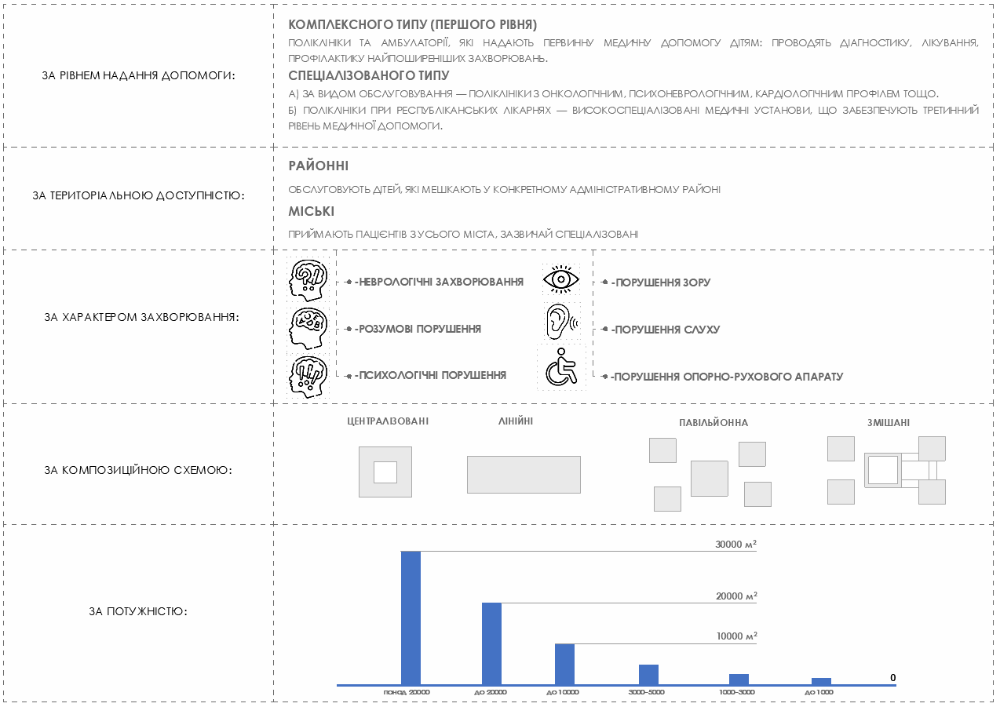 ЗА РІВНЕМ НАДАННЯ ДОПОМОГИ:
КОМПЛЕКСНОГО ТИПУ (ПЕРШОГО РІВНЯ)
ПОЛІКЛІНІКИ ТА АМБУЛАТОРІЇ, ЯКІ НАДАЮТЬ ПЕРВИННУ МЕДИЧНУ ДОПОМОГУ ДІТЯМ: ПРОВОДЯТЬ ДІАГНОСТИКУ, ЛІКУВАННЯ,
ПРОФІЛАКТИКУ НАЙПОШИРЕНІШИХ ЗАХВОРЮВАНЬ.
СПЕЦІАЛІЗОВАНОГО ТИПУ
А) ЗА ВИДОМ ОБСЛУГОВУВАННЯ — ПОЛІКЛІНІКИ З ОНКОЛОГІЧНИМ, ПСИХОНЕВРОЛОГІЧНИМ, КАРДІОЛОГІЧНИМ ПРОФІЛЕМ ТОЩО.
Б) ПОЛІКЛІНІКИ ПРИ РЕСПУБЛІКАНСЬКИХ ЛІКАРНЯХ — ВИСОКОСПЕЦІАЛІЗОВАНІ МЕДИЧНІ УСТАНОВИ, ЩО ЗАБЕЗПЕЧУЮТЬ ТРЕТИННИЙ
РІВЕНЬ МЕДИЧНОЇ ДОПОМОГИ.
ЗА ТЕРИТОРІАЛЬНОЮ ДОСТУПНІСТЮ:
РАЙОННІ
ОБСЛУГОВУЮТЬ ДІТЕЙ, ЯКІ МЕШКАЮТЬ У КОНКРЕТНОМУ АДМІНІСТРАТИВНОМУ РАЙОНІ
МІСЬКІ
ПРИЙМАЮТЬ ПАЦІЄНТІВ З УСЬОГО МІСТА, ЗАЗВИЧАЙ СПЕЦІАЛІЗОВАНІ
ЗА ХАРАКТЕРОМ ЗАХВОРЮВАННЯ:
-НЕВРОЛОГІЧНІ ЗАХВОРЮВАННЯ
-РОЗУМОВІ ПОРУШЕННЯ
-ПСИХОЛОГІЧНІ ПОРУШЕННЯ
-ПОРУШЕННЯ ЗОРУ
-ПОРУШЕННЯ СЛУХУ
-ПОРУШЕННЯ ОПОРНО-РУХОВОГО АПАРАТУ
ЗА КОМПОЗИЦІЙНОЮ СХЕМОЮ:
ЦЕНТРАЛІЗОВАНІ
ЛІНІЙНІ
ПАВІЛЬЙОННА
ЗМІШАНІ
ЗА ПОТУЖНІСТЮ:
30000 м²
20000 м²
10000 м²
0
понад 20000
до 20000
до 10000
3000–5000
1000–3000
до 1000